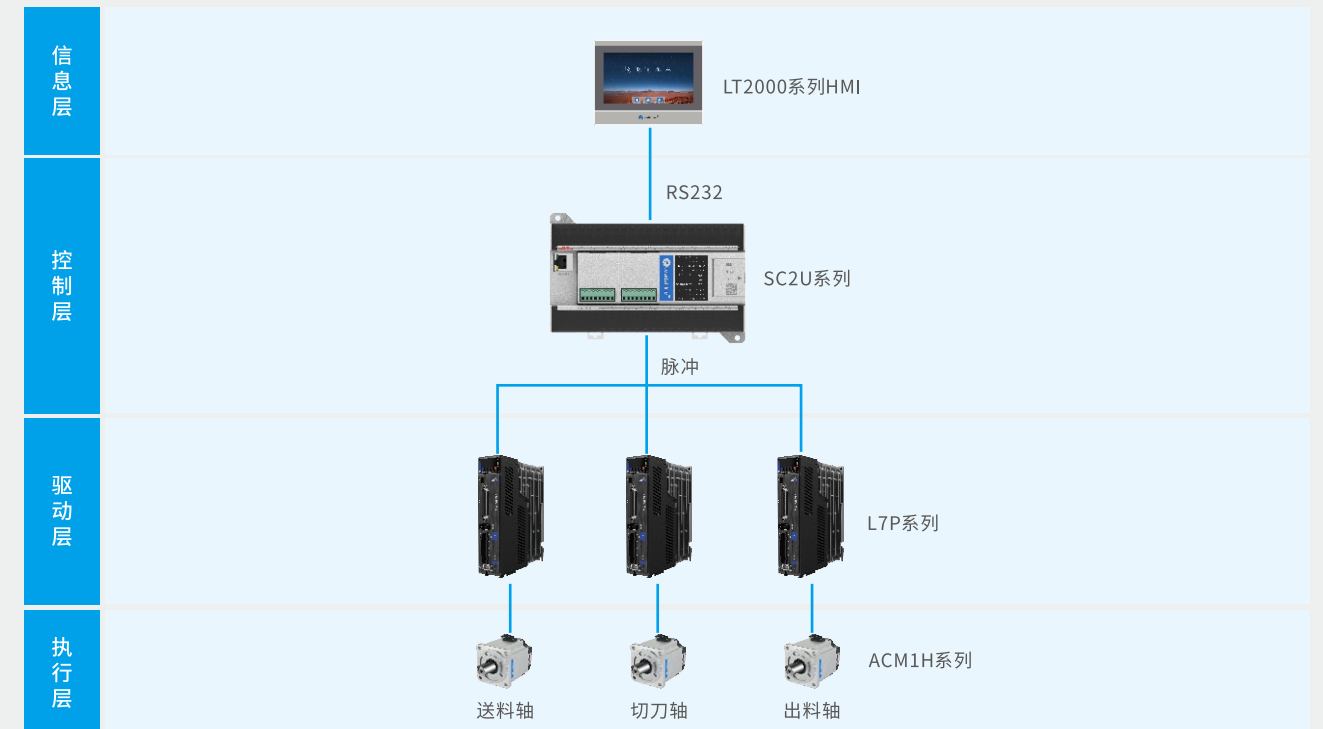 信息层
LT2000系列HMI
RS232
控制层
SC2U系列
脉冲
驱动层
L7P系列
执行层
ACM1H系列
送料轴
切刀轴
出料轴